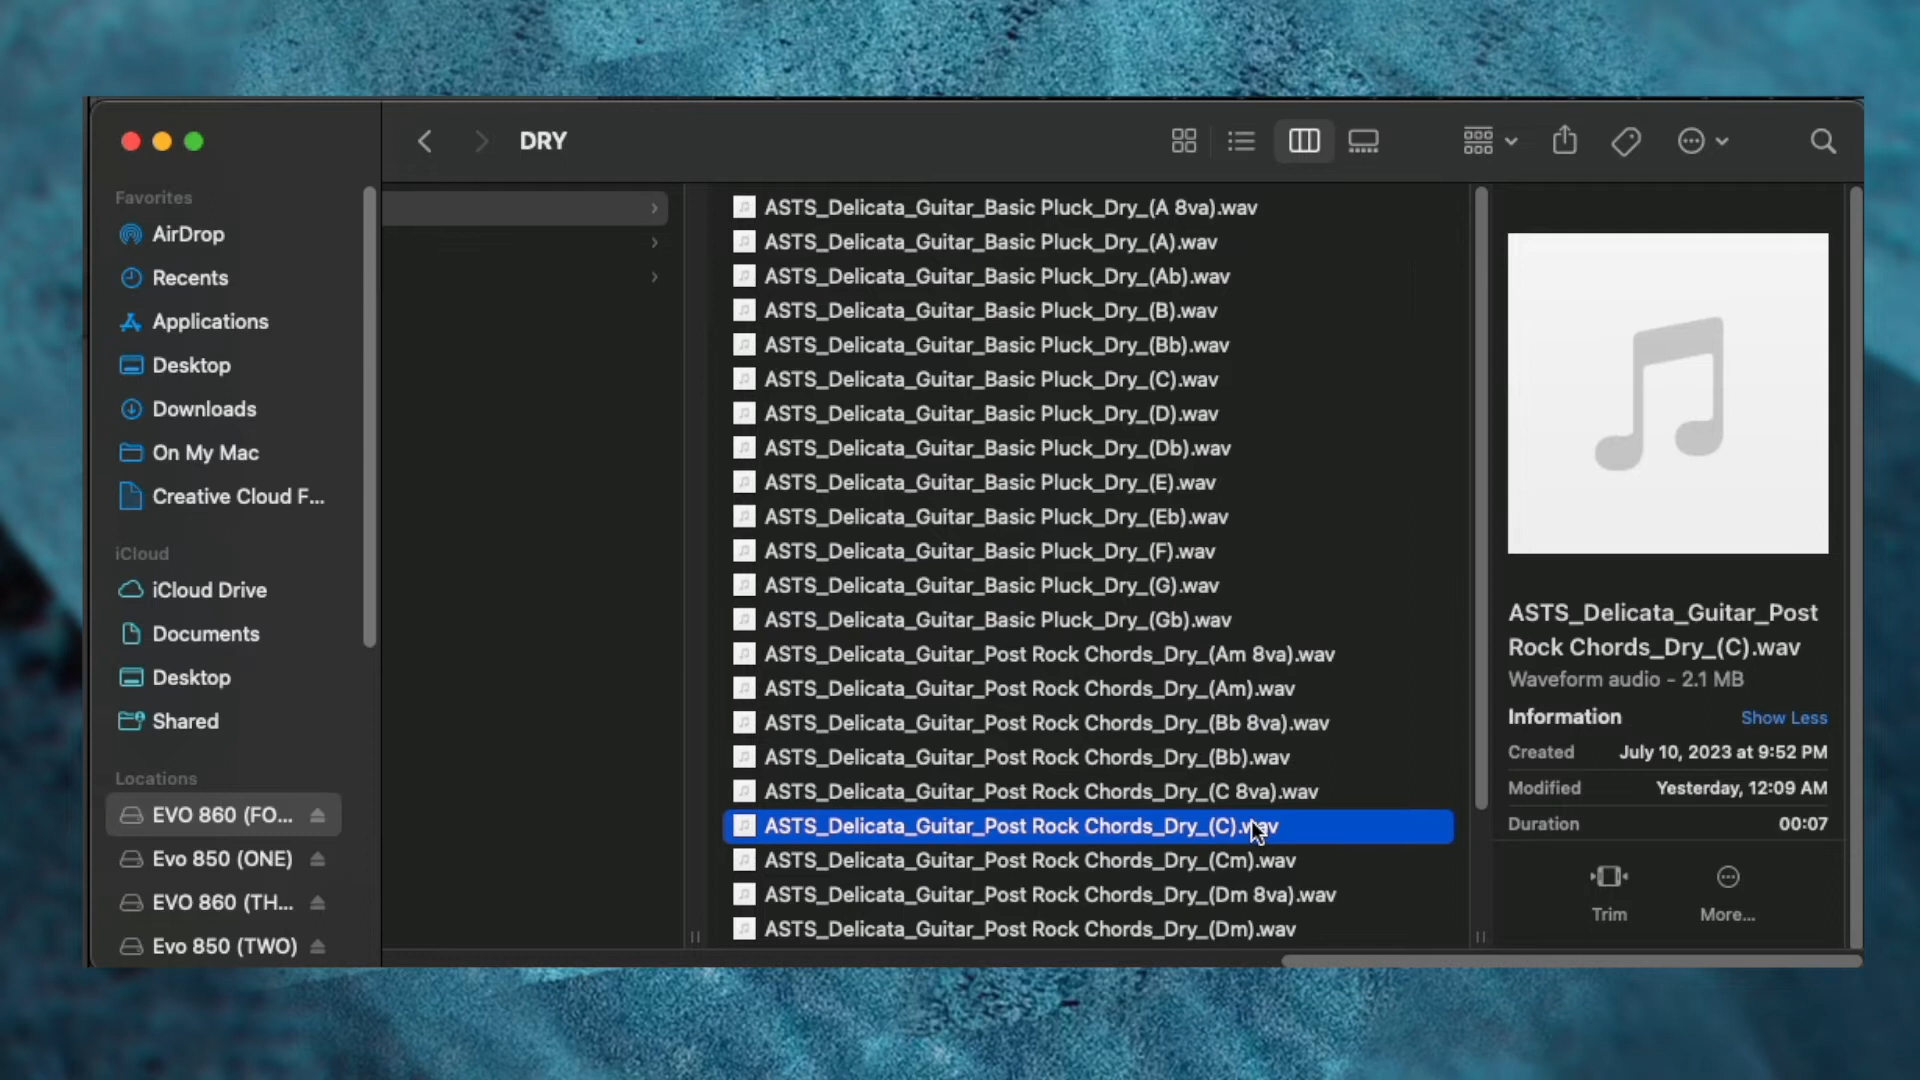 DRY
Favorites
AirDrop
Recents
Applications
Desktop
Downloads
On My Mac
Creative Cloud F...
iCloud
iCloud Drive
Documents
Desktop
Shared
Locations
EVO 860 (FO...
Evo 850 (ONE)
EVO 860 (TH...
Evo 850 (TWO)
ASTS_Delicata_Guitar_Basic Pluck_Dry_(A 8va).wav
ASTS_Delicata_Guitar_Basic Pluck_Dry_(A).wav
ASTS_Delicata_Guitar_Basic Pluck_Dry_(Ab).wav
ASTS_Delicata_Guitar_Basic Pluck_Dry_(B).wav
ASTS_Delicata_Guitar_Basic Pluck_Dry_(Bb).wav
ASTS_Delicata_Guitar_Basic Pluck_Dry_(C).wav
ASTS_Delicata_Guitar_Basic Pluck_Dry_(D).wav
ASTS_Delicata_Guitar_Basic Pluck_Dry_(Db).wav
ASTS_Delicata_Guitar_Basic Pluck_Dry_(E).wav
ASTS_Delicata_Guitar_Basic Pluck_Dry_(Eb).wav
ASTS_Delicata_Guitar_Basic Pluck_Dry_(F).wav
ASTS_Delicata_Guitar_Basic Pluck_Dry_(G).wav
ASTS_Delicata_Guitar_Basic Pluck_Dry_(Gb).wav
ASTS_Delicata_Guitar_Post Rock Chords_Dry_(Am 8va).wav
ASTS_Delicata_Guitar_Post Rock Chords_Dry_(Am).wav
ASTS_Delicata_Guitar_Post Rock Chords_Dry_(Bb 8va).wav
ASTS_Delicata_Guitar_Post Rock Chords_Dry_(Bb).wav
ASTS_Delicata_Guitar_Post Rock Chords_Dry_(C 8va).wav
ASTS_Delicata_Guitar_Post Rock Chords_Dry_(C).wav
ASTS_Delicata_Guitar_Post Rock Chords_Dry_(Cm).wav
ASTS_Delicata_Guitar_Post Rock Chords_Dry_(Dm 8va).wav
ASTS_Delicata_Guitar_Post Rock Chords_Dry_(Dm).wav
ASTS_Delicata_Guitar_Post
Rock Chords_Dry_(C).wav
Waveform audio - 2.1 MB
Information Show Less
Created July 10, 2023 at 9:52 PM
Modified Yesterday, 12:09 AM
Duration 00:07
Trim More...